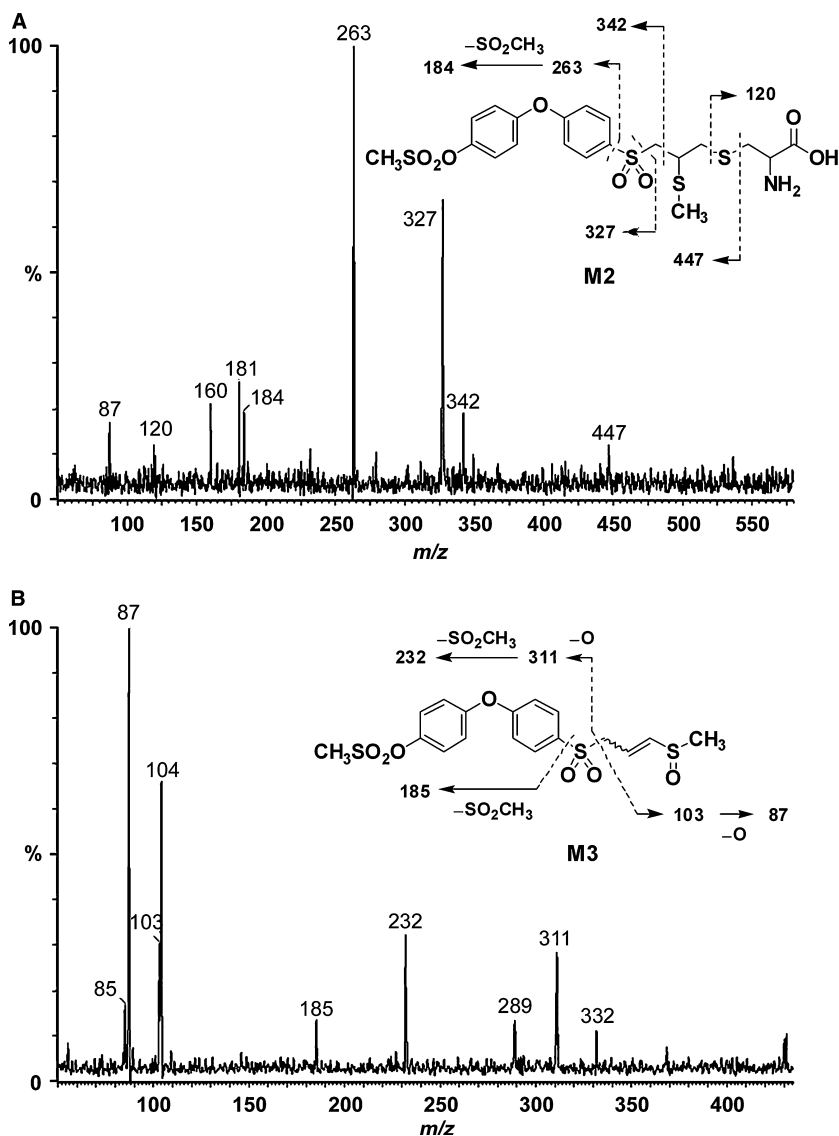 A
100
%
0
263
327
87
120
160
181
184
342
447
100 150 200 250 300 350 400 450 500 550
m/z
342
–SO2CH3
184 263
120
O
O
OH
CH3SO2
O
S
O O
S
S
CH3
NH2
327
447
M2
B
100
%
0
87
104
103
85
185
232
289
311
332
100 150 200 250 300 350 400
m/z
–SO2CH3 –O
232 311
O
CH3SO2
O
S
O O
S
CH3
O
185
–SO2CH3
103 87
–O
M3